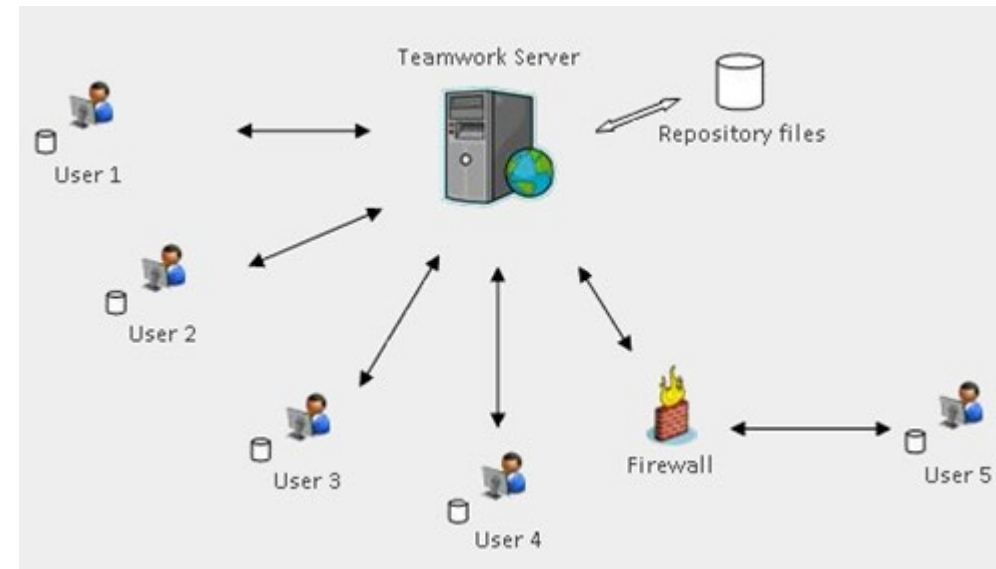 Teamwork Server
Repository files
User 1
User 2
User 3
User 4
Firewall
User 5